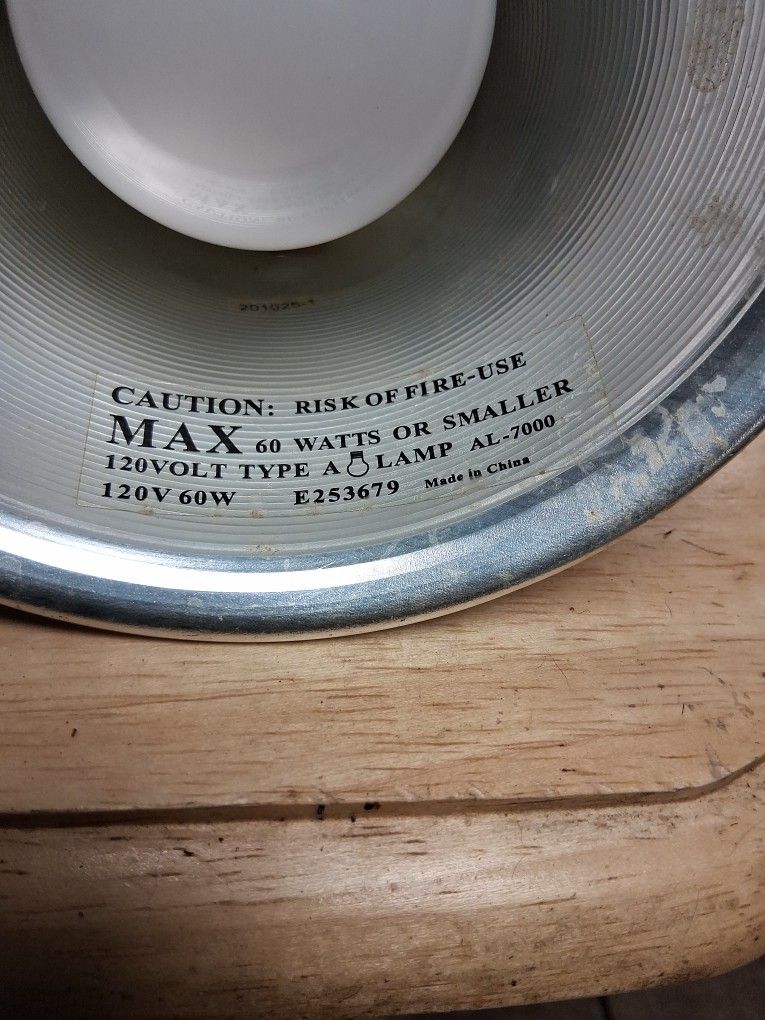 201025-1
CAUTION: RISK OF FIRE-USE
MAX 60 WATTS OR SMALLER
120VOLT TYPE A LAMP AL-7000
120V 60W E253679 Made in China